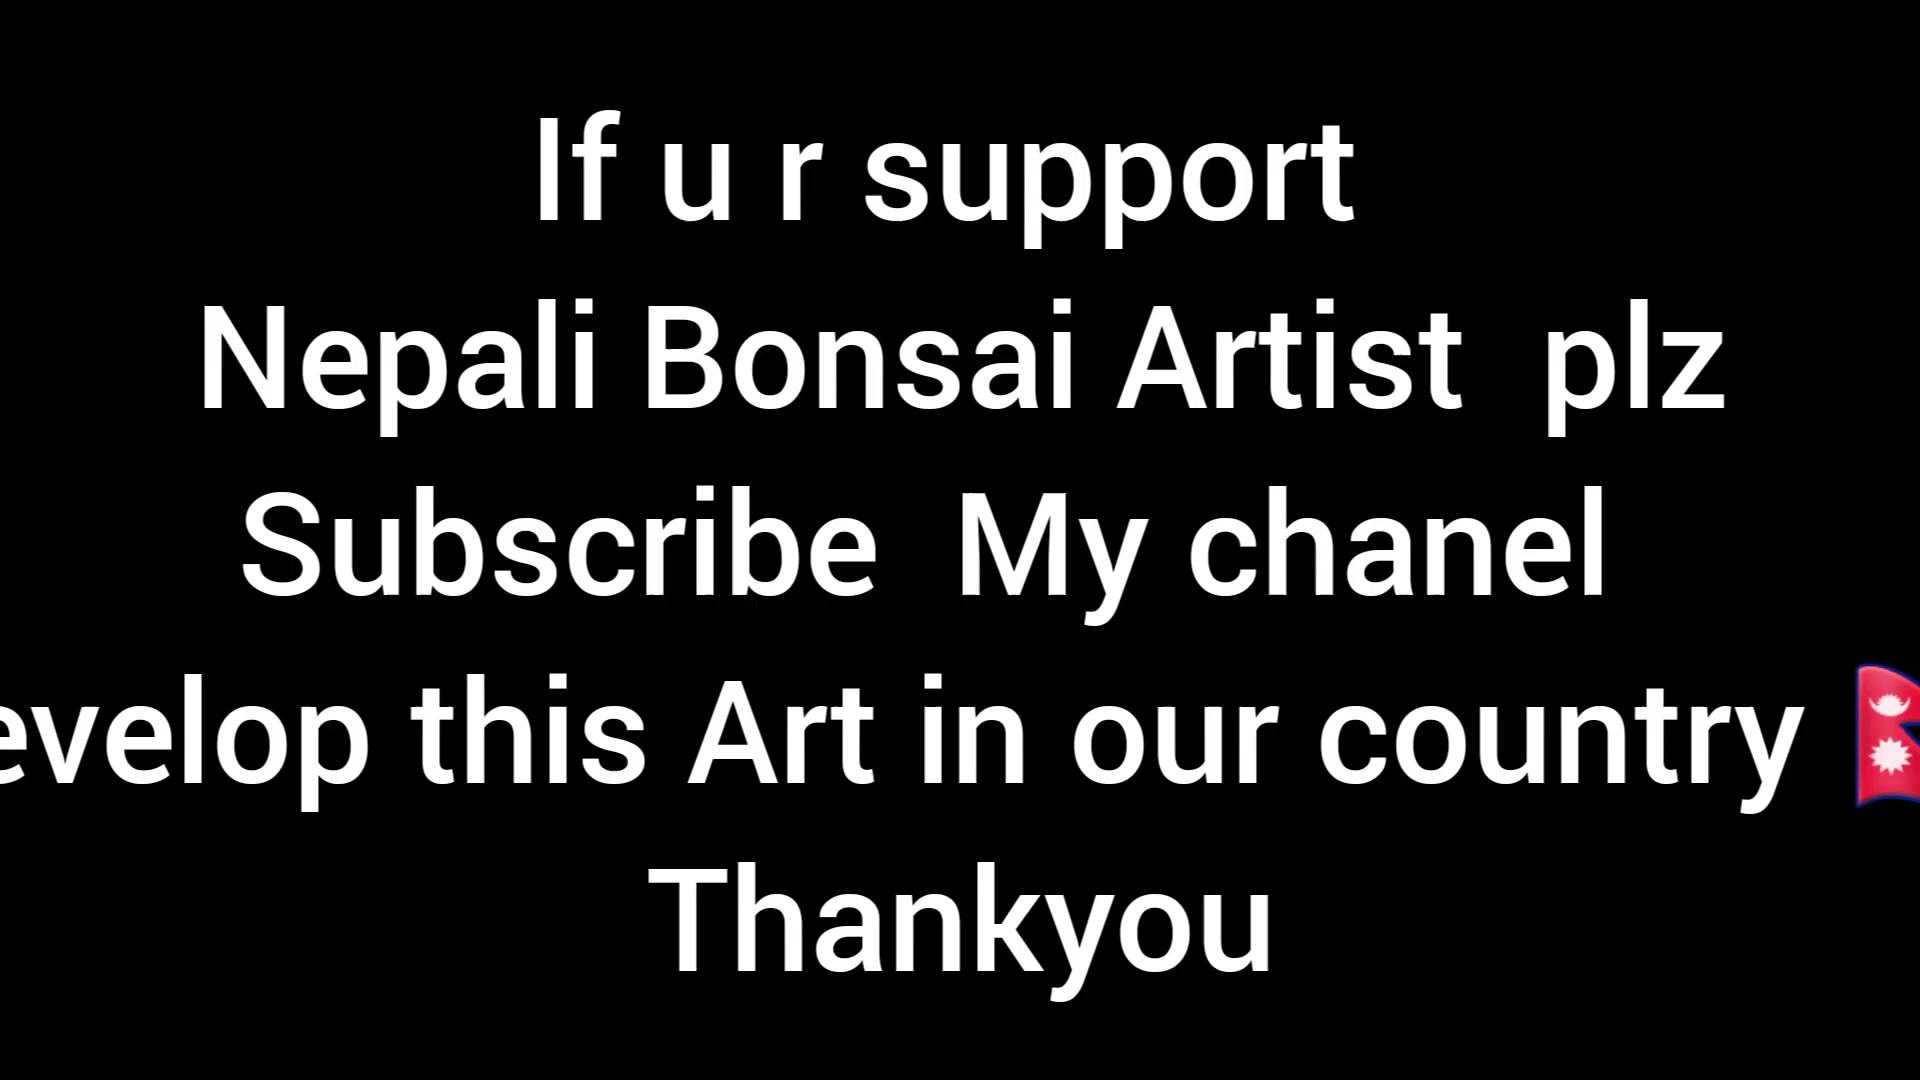 If u r support
Nepali Bonsai Artist plz
Subscribe My chanel
evelop this Art in our country 🇳🇵
Thankyou